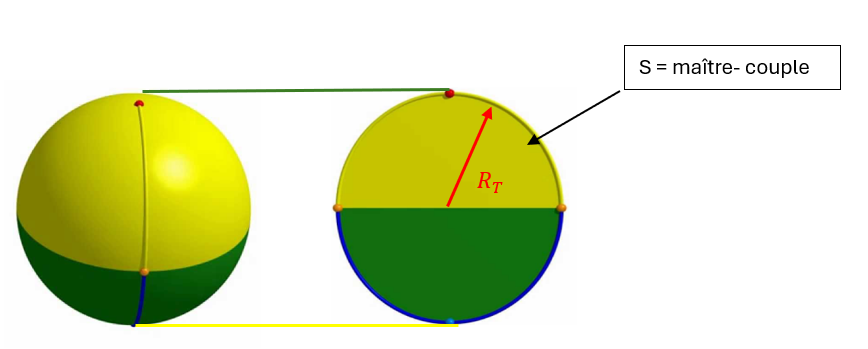 S = maître- couple
R_T